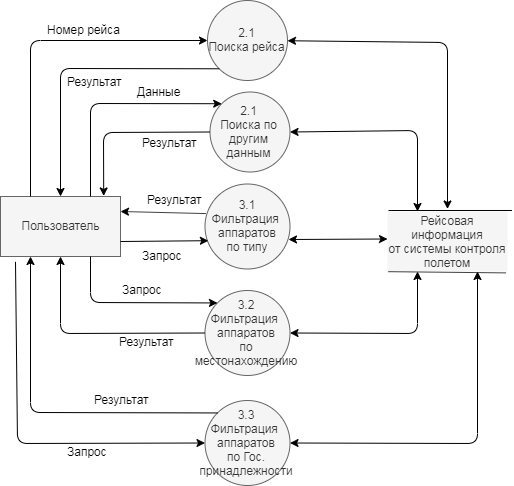 Номер рейса
2.1
Поиска рейса
Результат
Данные
2.1
Поиска по
другим
данным
Результат
Результат
3.1
Фильтрация
аппаратов
по типу
Пользователь
Запрос
Рейсовая
информация
от системы контроля
полетом
Запрос
3.2
Фильтрация
аппаратов
по
местонахождению
Результат
Результат
3.3
Фильтрация
аппаратов
по Гос.
принадлежности
Запрос